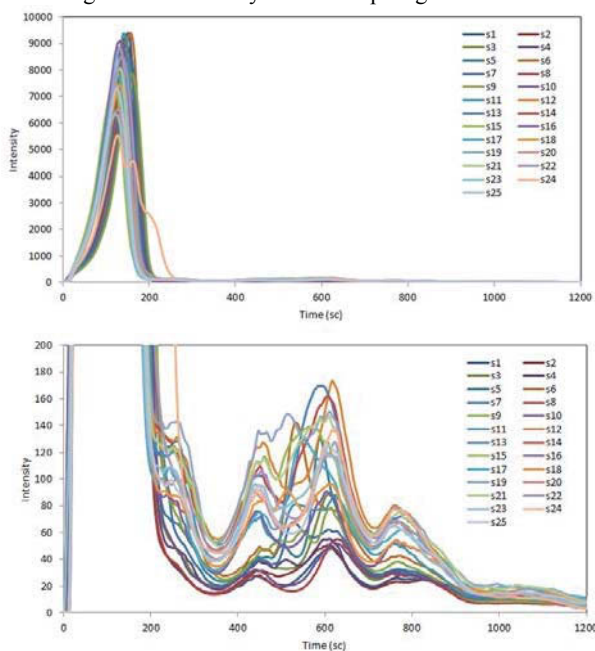 10000
9000
8000
7000
6000
5000
4000
3000
2000
1000
0
Intensity
0 200 400 600 800 1000 1200
Time (sc)
s1 s2
s3 s4
s5 s6
s7 s8
s9 s10
s11 s12
s13 s14
s15 s16
s17 s18
s19 s20
s21 s22
s23 s24
s25
200
180
160
140
120
100
80
60
40
20
0
Intensity
0 200 400 600 800 1000 1200
Time (sc)
s1 s2
s3 s4
s5 s6
s7 s8
s9 s10
s11 s12
s13 s14
s15 s16
s17 s18
s19 s20
s21 s22
s23 s24
s25